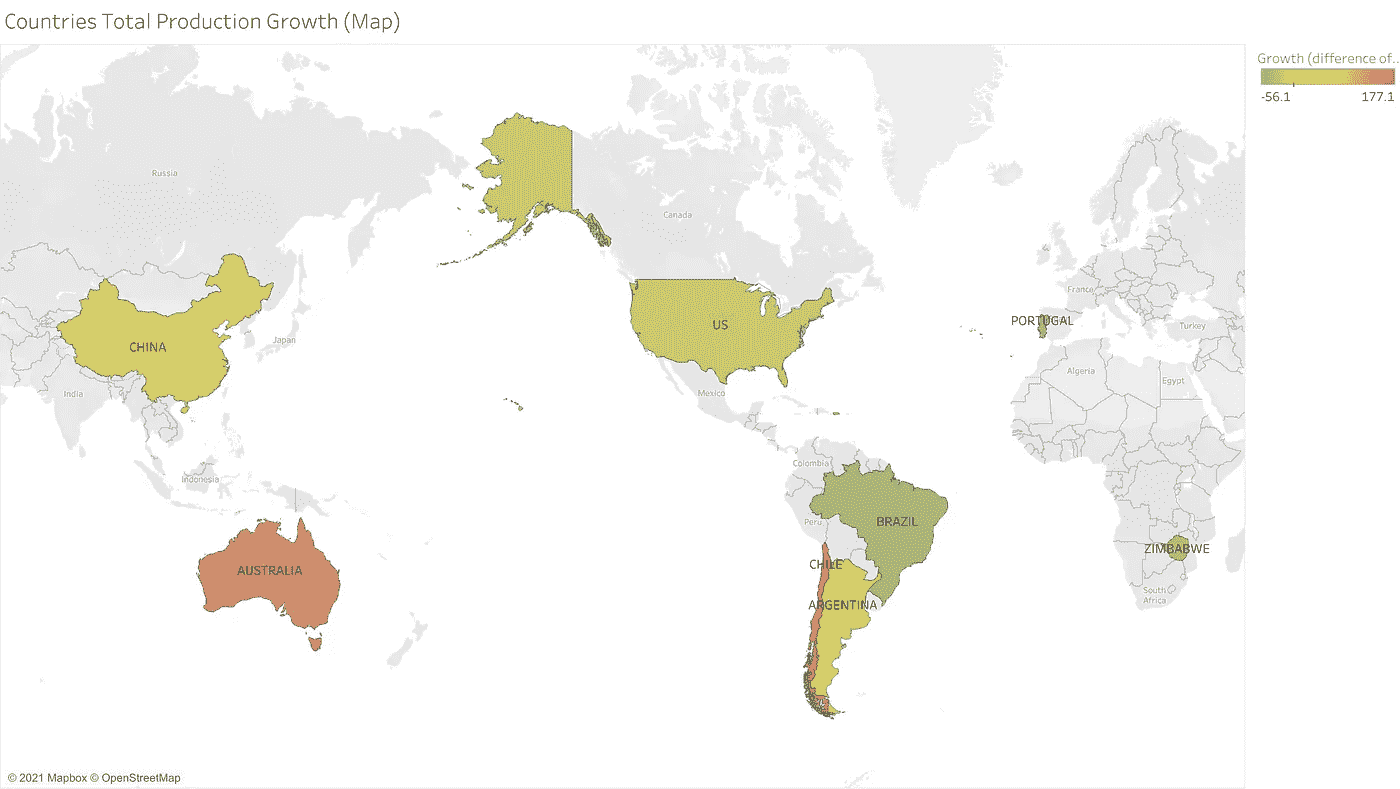 Countries Total Production Growth (Map)
Growth (difference of..
-56.1 177.1
Russia
Canada
France
PORTUGAL
US
Turkey
CHINA
Japan
Algeria
Egypt
India
Mexico
Colombia
Indonesia
Peru
BRAZIL
ZIMBABWE
CHILE
AUSTRALIA
South
Africa
ARGENTINA
© 2021 Mapbox © OpenStreetMap